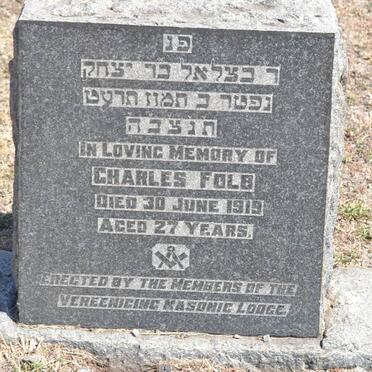 פנ
ר בצלאל בר יצחק
נפטר ב תמוז תרעט
תנצבה
IN LOVING MEMORY OF
CHARLES FOLB
DIED 30 JUNE 1919
AGED 27 YEARS.
ERECTED BY THE MEMBERS OF THE
VEREENIGING MASONIC LODGE.